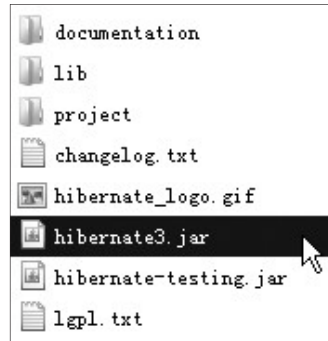 documentation
lib
project
changelog.txt
hibernate_logo.gif
hibernate3.jar
hibernate-testing.jar
lgpl.txt